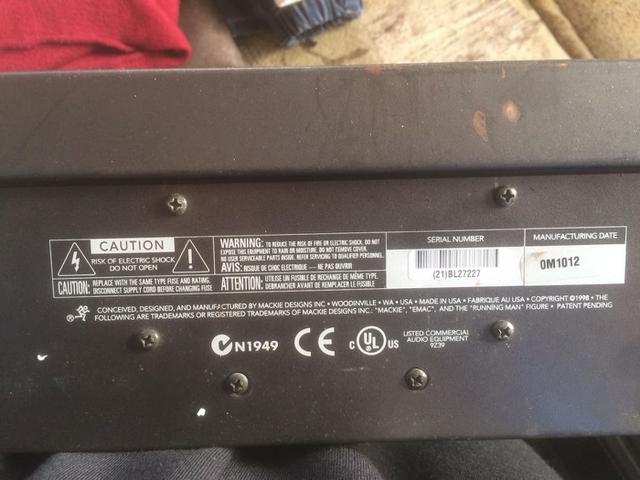 CAUTION
RISK OF ELECTRIC SHOCK
DO NOT OPEN
CAUTION: REPLACE WITH THE SAME TYPE FUSE AND RATING.
DISCONNECT SUPPLY CORD BEFORE CHANGING FUSE
WARNING: TO REDUCE THE RISK OF FIRE OR ELECTRIC SHOCK, DO NOT
EXPOSE THIS EQUIPMENT TO RAIN OR MOISTURE. DO NOT REMOVE COVER.
NO USER SERVICEABLE PARTS INSIDE. REFER SERVICING TO QUALIFIED PERSONNEL.
AVIS: RISQUE DE CHOC ELECTRIQUE — NE PAS OUVRIR
ATTENTION: UTILISE UN FUSIBLE DE RECHANGE DE MÊME TYPE.
DEBRANCHER AVANT DE REMPLACER LE FUSIBLE
SERIAL NUMBER
(21)BL27227
MANUFACTURING DATE
0M1012
CONCEIVED, DESIGNED, AND MANUFACTURED BY MACKIE DESIGNS INC • WOODINVILLE • WA • USA • MADE IN USA • FABRIQUE AU USA • COPYRIGHT ©1998 • THE
FOLLOWING ARE TRADEMARKS OR REGISTERED TRADEMARKS OF MACKIE DESIGNS INC.: "MACKIE", "EMAC", AND THE "RUNNING MAN" FIGURE • PATENT PENDING
N1949 CE C UL US
LISTED COMMERCIAL
AUDIO EQUIPMENT
9Z39